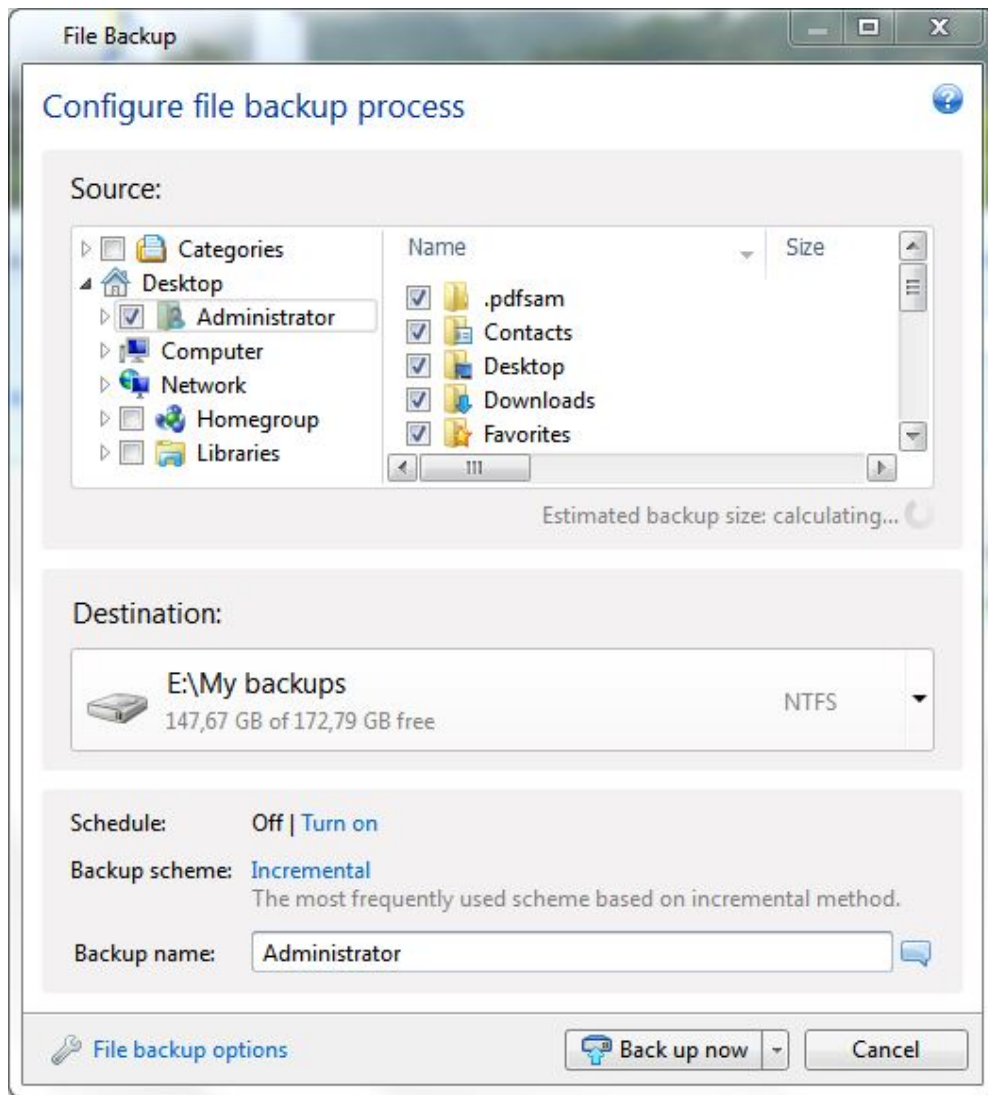 File Backup
Configure file backup process
Source:
Categories
Desktop
Administrator
Computer
Network
Homegroup
Libraries
Name Size
.pdfsam
Contacts
Desktop
Downloads
Favorites
Estimated backup size: calculating...
Destination:
E:\My backups
147,67 GB of 172,79 GB free
NTFS
Schedule: Off | Turn on
Backup scheme: Incremental
The most frequently used scheme based on incremental method.
Backup name: Administrator
File backup options
Back up now
Cancel